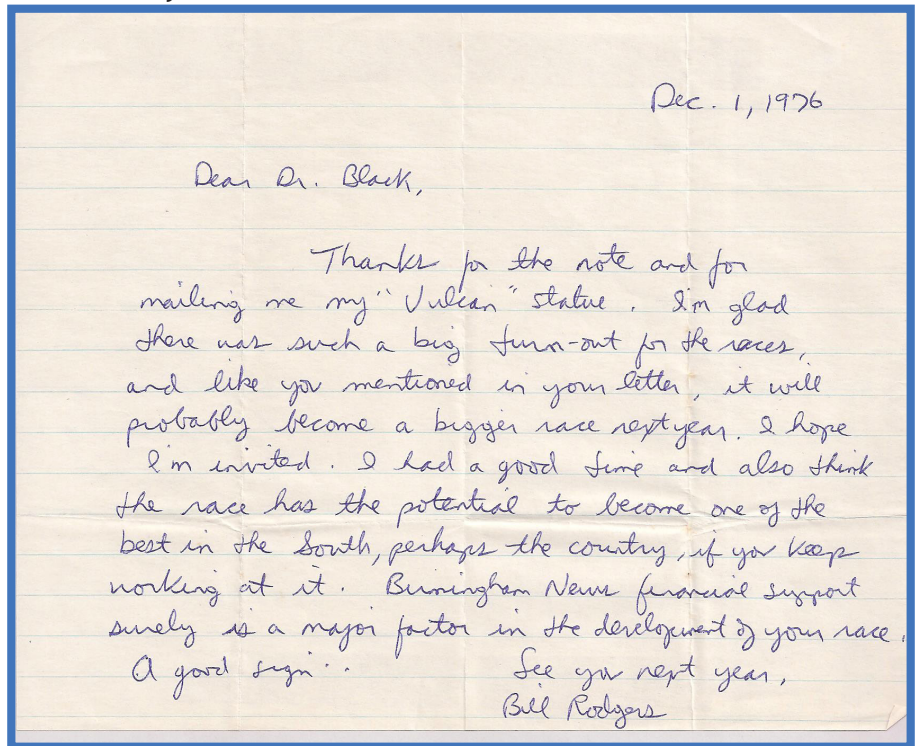 Dec. 1, 1976
Dear Dr. Black,
Thanks for the note and for
mailing me my "Vulcan" statue. I'm glad
there was such a big turn-out for the races,
and like you mentioned in your letter, it will
probably become a bigger race next year. I hope
I'm invited. I had a good time and also think
the race has the potential to become one of the
best in the South, perhaps the country, if you keep
working at it. Birmingham News financial support
surely is a major factor in the development of your race.
A good sign..
See you next year,
Bill Rodgers